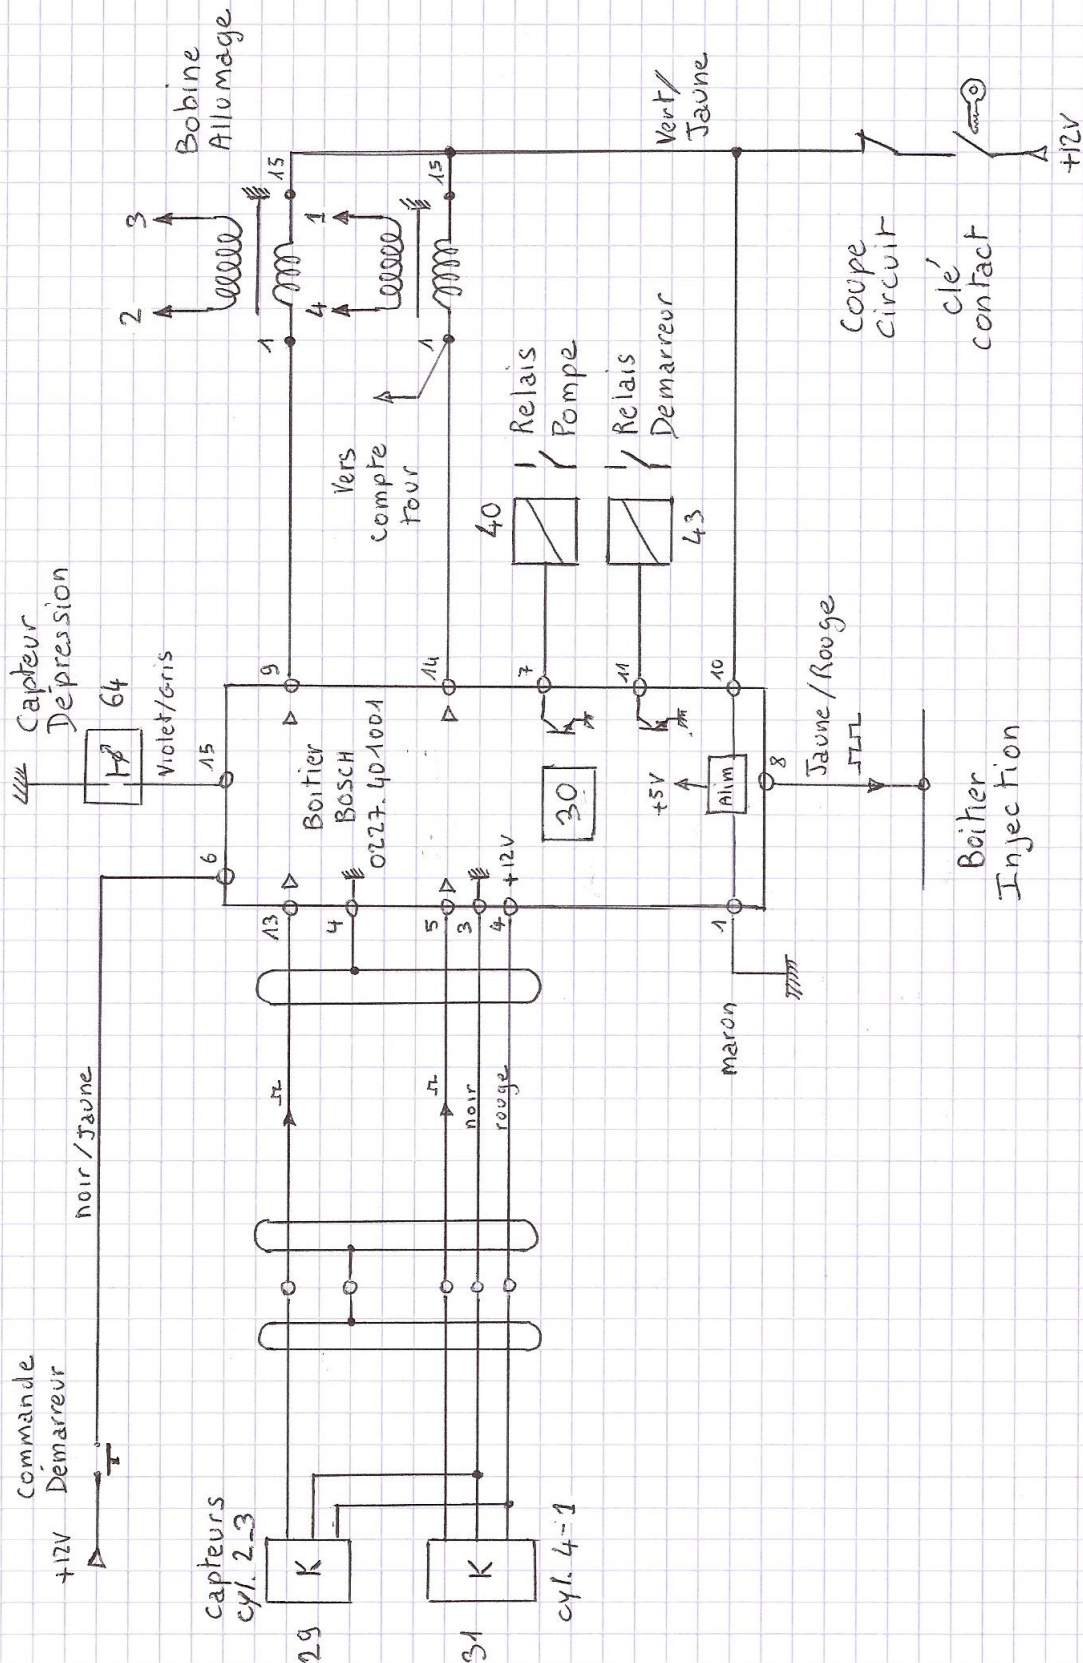 +12V
Commande
Démarreur
noir/Jaune
6
Capteur
Dépression
64
Violet/Gris
15
Bobine
Allumage
2
3
1
15
4
1
1
15
Vers
compte
tour
Capteurs
cyl. 2-3
29
K
31
K
cyl. 4-1
noir
rouge
13
4
5
3
4
+12V
Boitier
BOSCH
0227.401001
30
+5V
Alim
9
14
7
11
10
8
1
maron
40
Relais
Pompe
Relais
Demarreur
43
Vert/
Jaune
Jaune/Rouge
Boitier
Injection
Coupe
Circuit
clé
contact
+12V